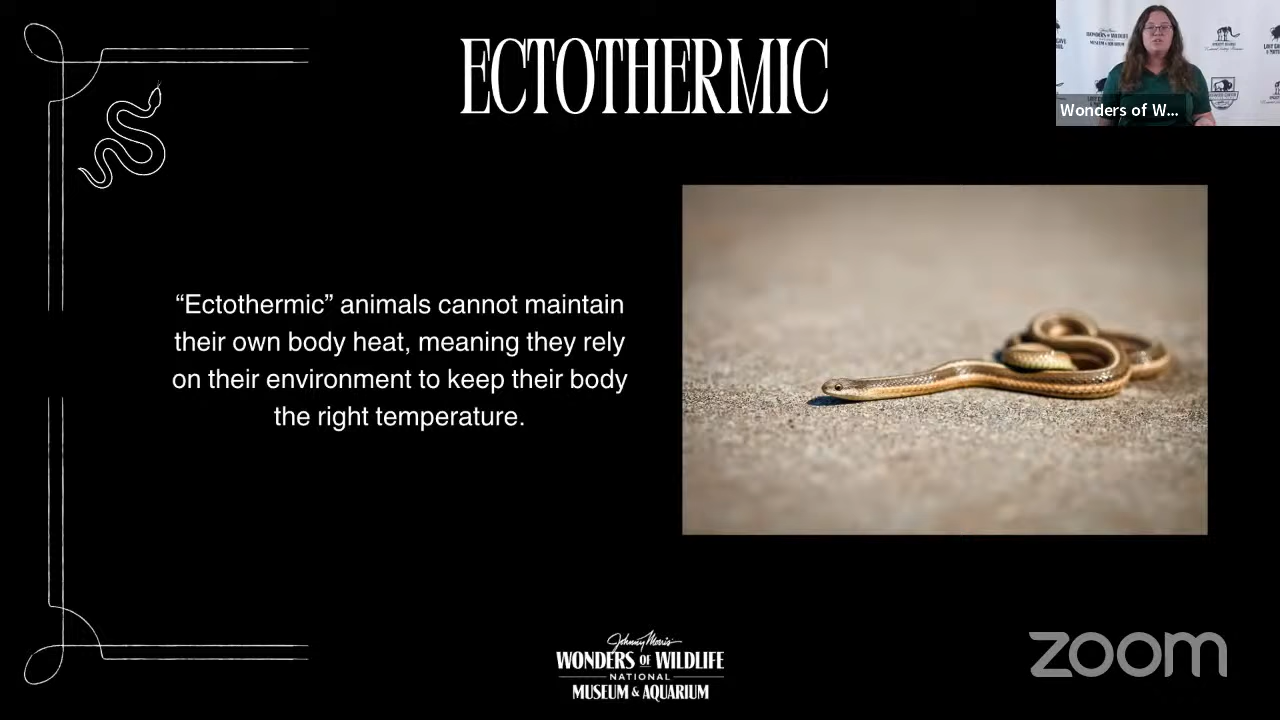 ECTOTHERMIC
Wonders of W...
“Ectothermic” animals cannot maintain
their own body heat, meaning they rely
on their environment to keep their body
the right temperature.
Johnny Morris
WONDERS OF WILDLIFE
NATIONAL
MUSEUM & AQUARIUM
zoom